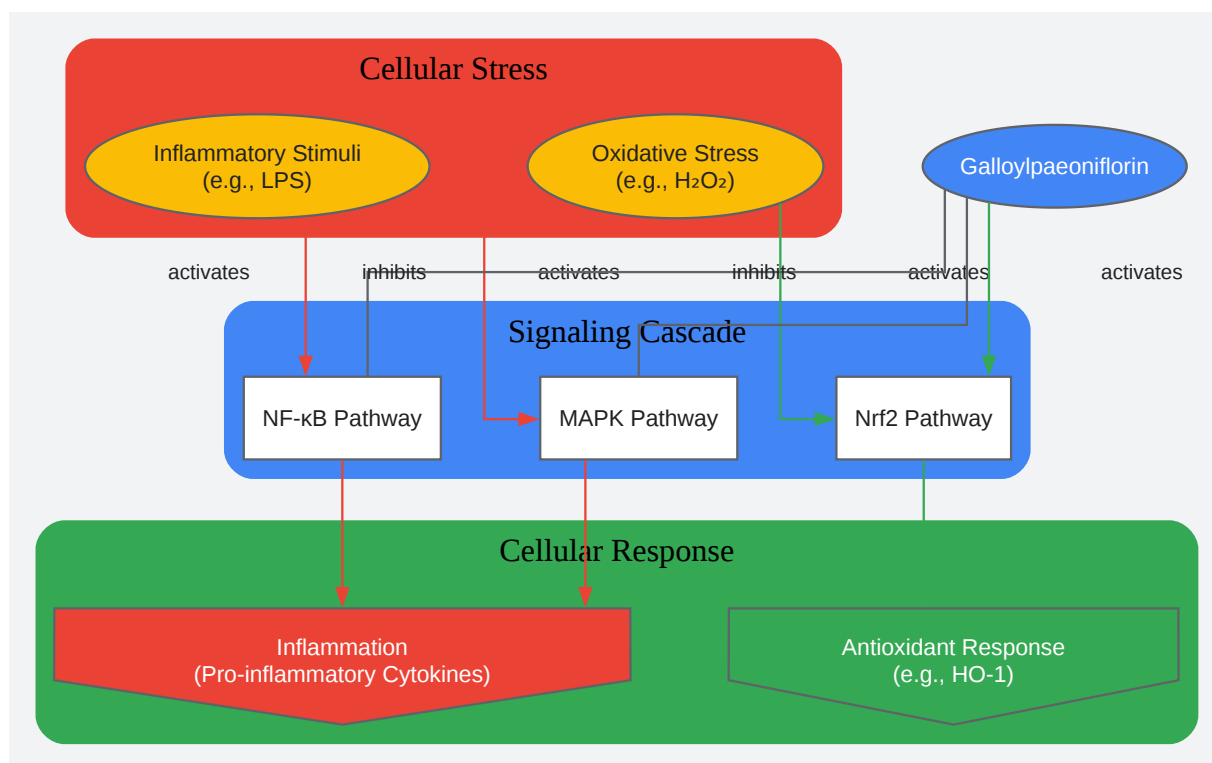 Cellular Stress
Inflammatory Stimuli
(e.g., LPS)
Oxidative Stress
(e.g., H₂O₂)
Galloylpaeoniflorin
activates
inhibits
activates
inhibits
activates
activates
Signaling Cascade
NF-κB Pathway
MAPK Pathway
Nrf2 Pathway
Cellular Response
Inflammation
(Pro-inflammatory Cytokines)
Antioxidant Response
(e.g., HO-1)